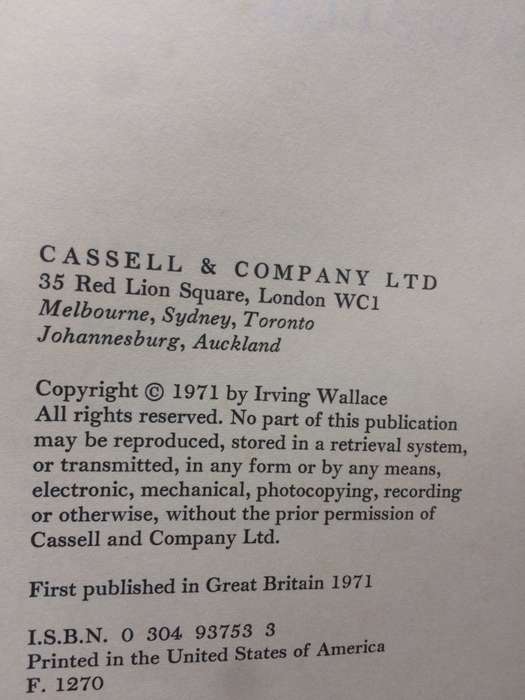 CASSELL & COMPANY LTD
35 Red Lion Square, London WC1
Melbourne, Sydney, Toronto
Johannesburg, Auckland
Copyright © 1971 by Irving Wallace
All rights reserved. No part of this publication
may be reproduced, stored in a retrieval system,
or transmitted, in any form or by any means,
electronic, mechanical, photocopying, recording
or otherwise, without the prior permission of
Cassell and Company Ltd.
First published in Great Britain 1971
I.S.B.N. 0 304 93753 3
Printed in the United States of America
F. 1270